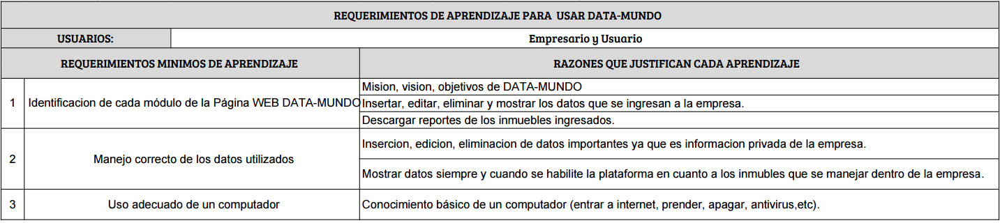 REQUERIMIENTOS DE APRENDIZAJE PARA USAR DATA-MUNDO
USUARIOS: Empresario y Usuario
REQUERIMIENTOS MINIMOS DE APRENDIZAJE RAZONES QUE JUSTIFICAN CADA APRENDIZAJE
1 Identificacion de cada módulo de la Página WEB DATA-MUNDO
Mision, vision, objetivos de DATA-MUNDO
Insertar, editar, eliminar y mostrar los datos que se ingresan a la empresa.
Descargar reportes de los inmuebles ingresados.
2 Manejo correcto de los datos utilizados
Insercion, edicion, eliminacion de datos importantes ya que es informacion privada de la empresa.
Mostrar datos siempre y cuando se habilite la plataforma en cuanto a los inmubles que se manejar dentro de la empresa.
3 Uso adecuado de un computador
Conocimiento básico de un computador (entrar a internet, prender, apagar, antivirus,etc).